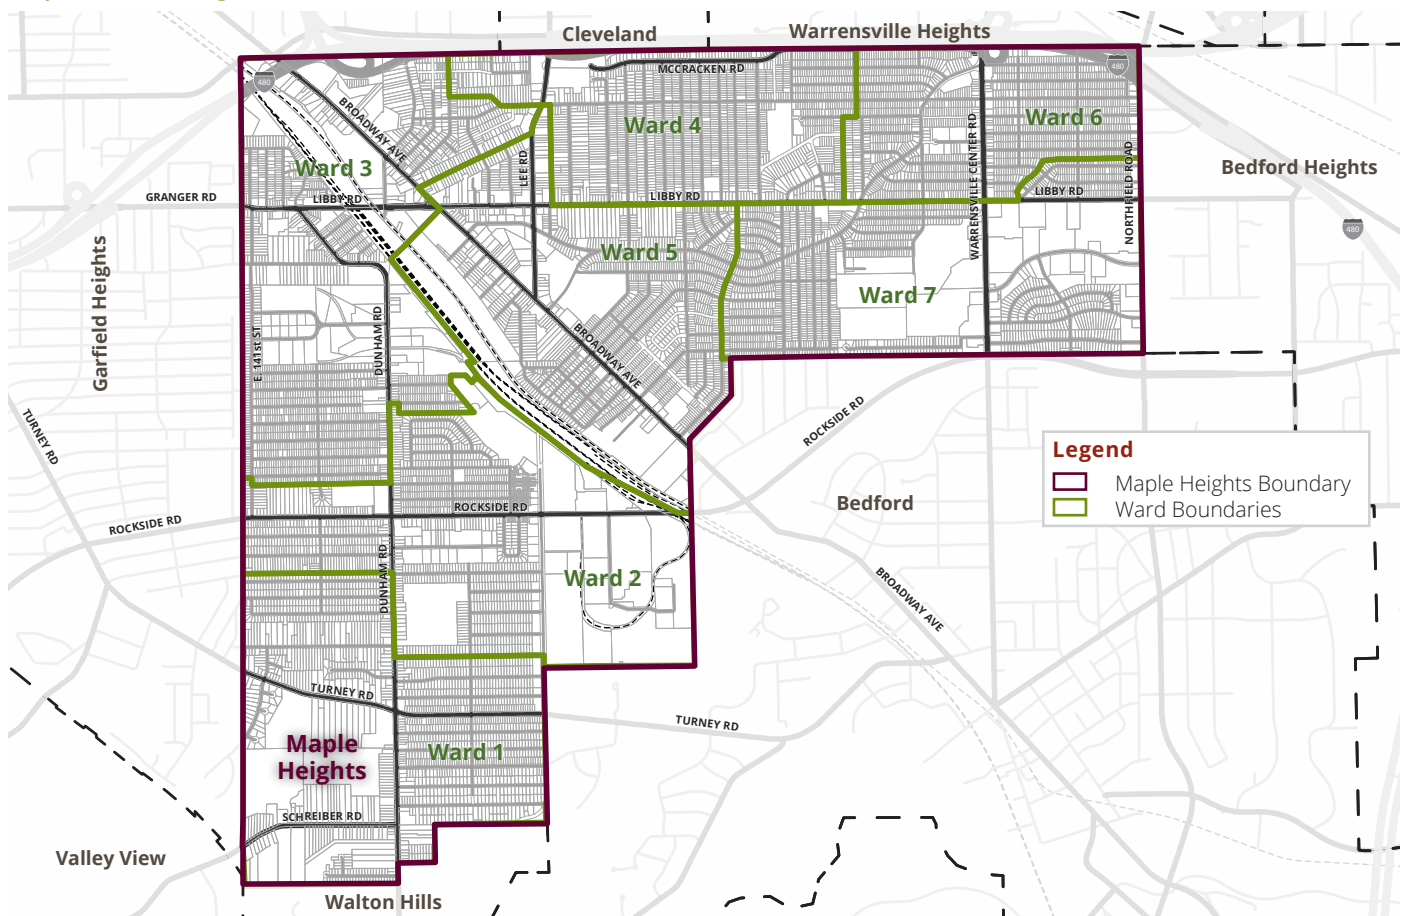 Cleveland
Warrensville Heights
MCCRACKEN RD
480
480
BROADWAY AVE
Ward 4
Ward 6
Ward 3
LEE RD
WARRENSVILLE CENTER RD
NORTHFIELD ROAD
Bedford Heights
GRANGER RD
LIBBY RD
LIBBY RD
LIBBY RD
480
Garfield Heights
Ward 5
Ward 7
E. 141st ST
DUNHAM RD
BROADWAY AVE
TURNEY RD
ROCKSIDE RD
Legend
Maple Heights Boundary
Ward Boundaries
ROCKSIDE RD
ROCKSIDE RD
Bedford
DUNHAM RD
Ward 2
BROADWAY AVE
TURNEY RD
TURNEY RD
Maple
Heights
Ward 1
SCHREIBER RD
Valley View
Walton Hills